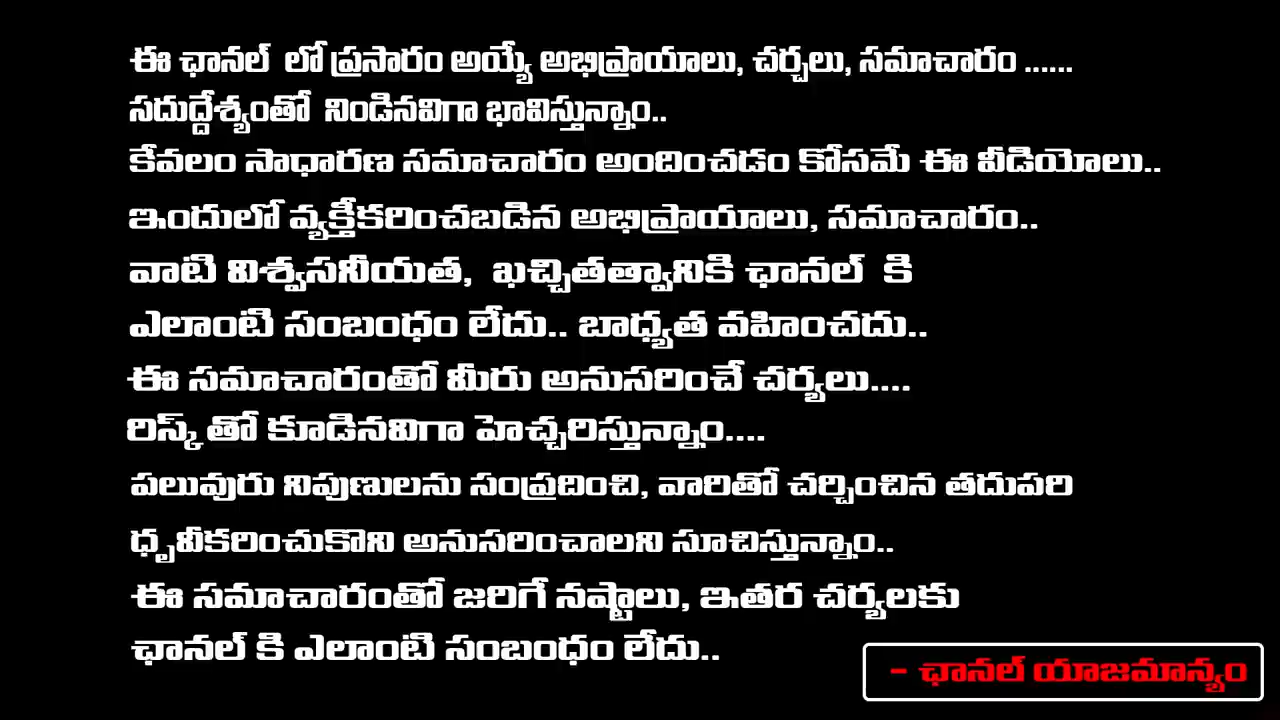 ఈ ఛానల్ లో ప్రసారం అయ్యే అభిప్రాయాలు, చర్చలు, సమాచారం ......
సదుద్దేశ్యంతో నిండినవిగా భావిస్తున్నాం..
కేవలం సాధారణ సమాచారం అందించడం కోసమే ఈ వీడియోలు..
ఇందులో వ్యక్తీకరించబడిన అభిప్రాయాలు, సమాచారం..
వాటి విశ్వసనీయత, ఖచ్చితత్వానికి ఛానల్ కి
ఎలాంటి సంబంధం లేదు.. బాధ్యత వహించదు..
ఈ సమాచారంతో మీరు అనుసరించే చర్యలు....
రిస్క్ తో కూడినవిగా హెచ్చరిస్తున్నాం....
పలువురు నిపుణులను సంప్రదించి, వారితో చర్చించిన తదుపరి
ధృవీకరించుకొని అనుసరించాలని సూచిస్తున్నాం..
ఈ సమాచారంతో జరిగే నష్టాలు, ఇతర చర్యలకు
ఛానల్ కి ఎలాంటి సంబంధం లేదు..
- ఛానల్ యాజమాన్యం